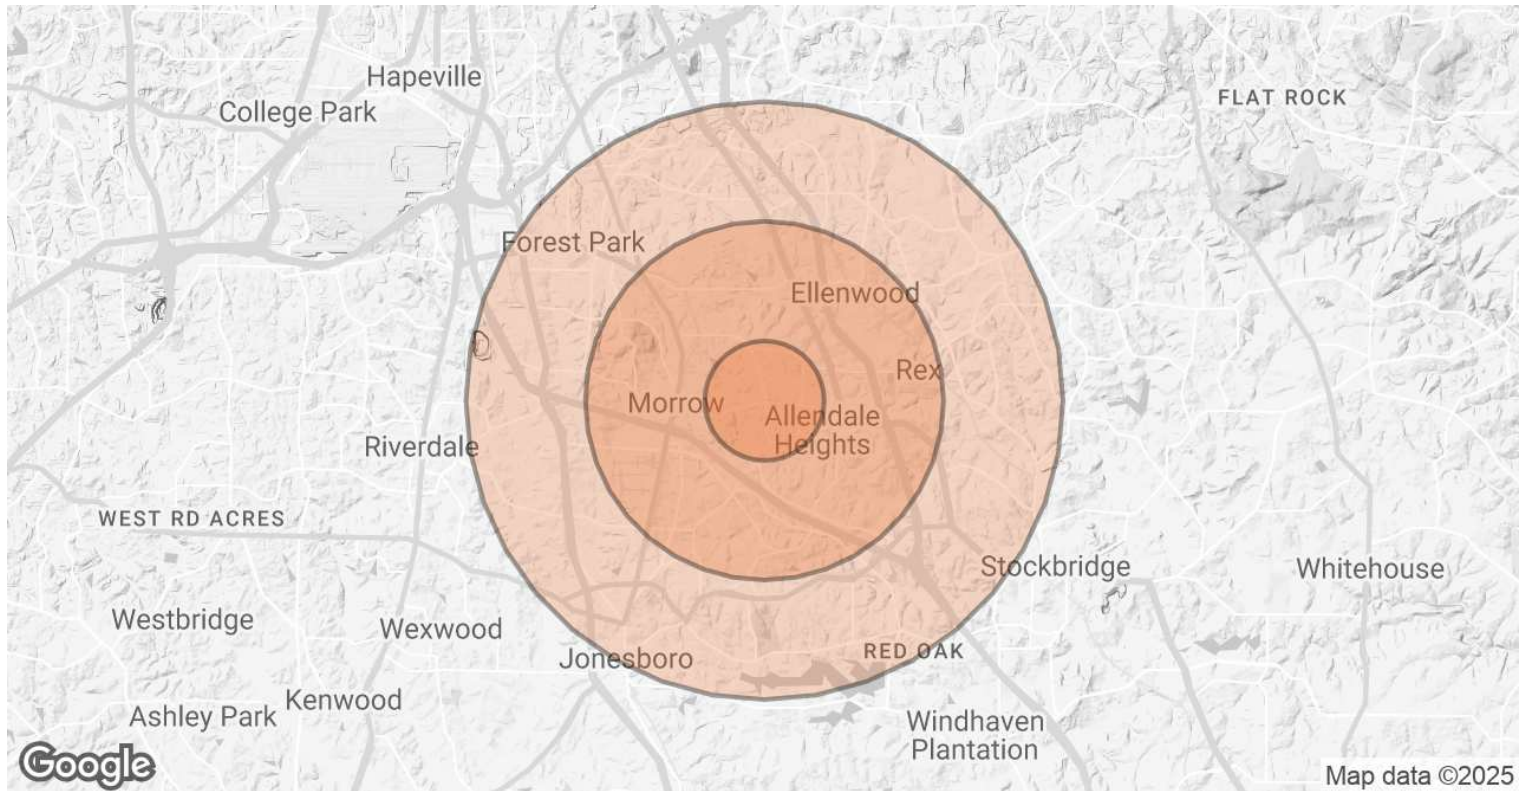 Hapeville
College Park
FLAT ROCK
Forest Park
Ellenwood
Rex
Morrow
Allendale
Heights
Riverdale
WEST RD ACRES
Stockbridge
Whitehouse
Westbridge
Wexwood
Jonesboro
RED OAK
Kenwood
Ashley Park
Windhaven
Plantation
Google
Map data ©2025